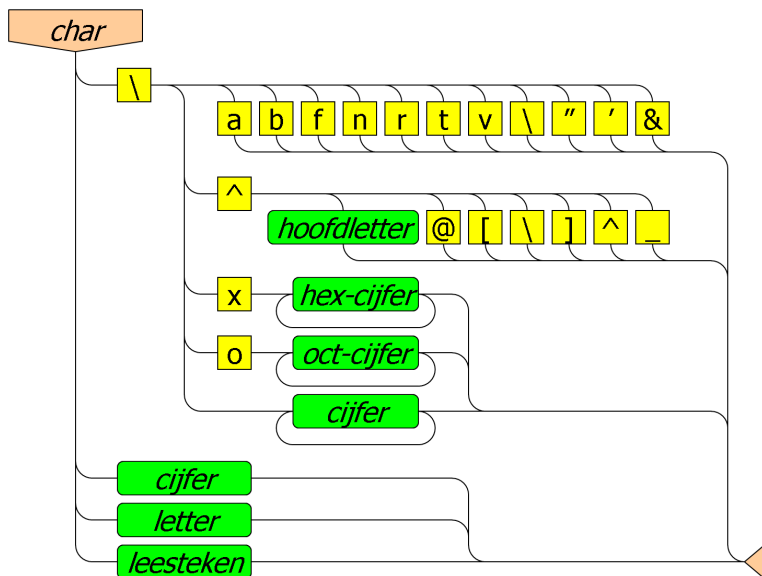 char
\
a b f n r t v \ " ' &
^
hoofdletter @ [ \ ] ^ _
x hex-cijfer
o oct-cijfer
cijfer
cijfer
letter
leesteken